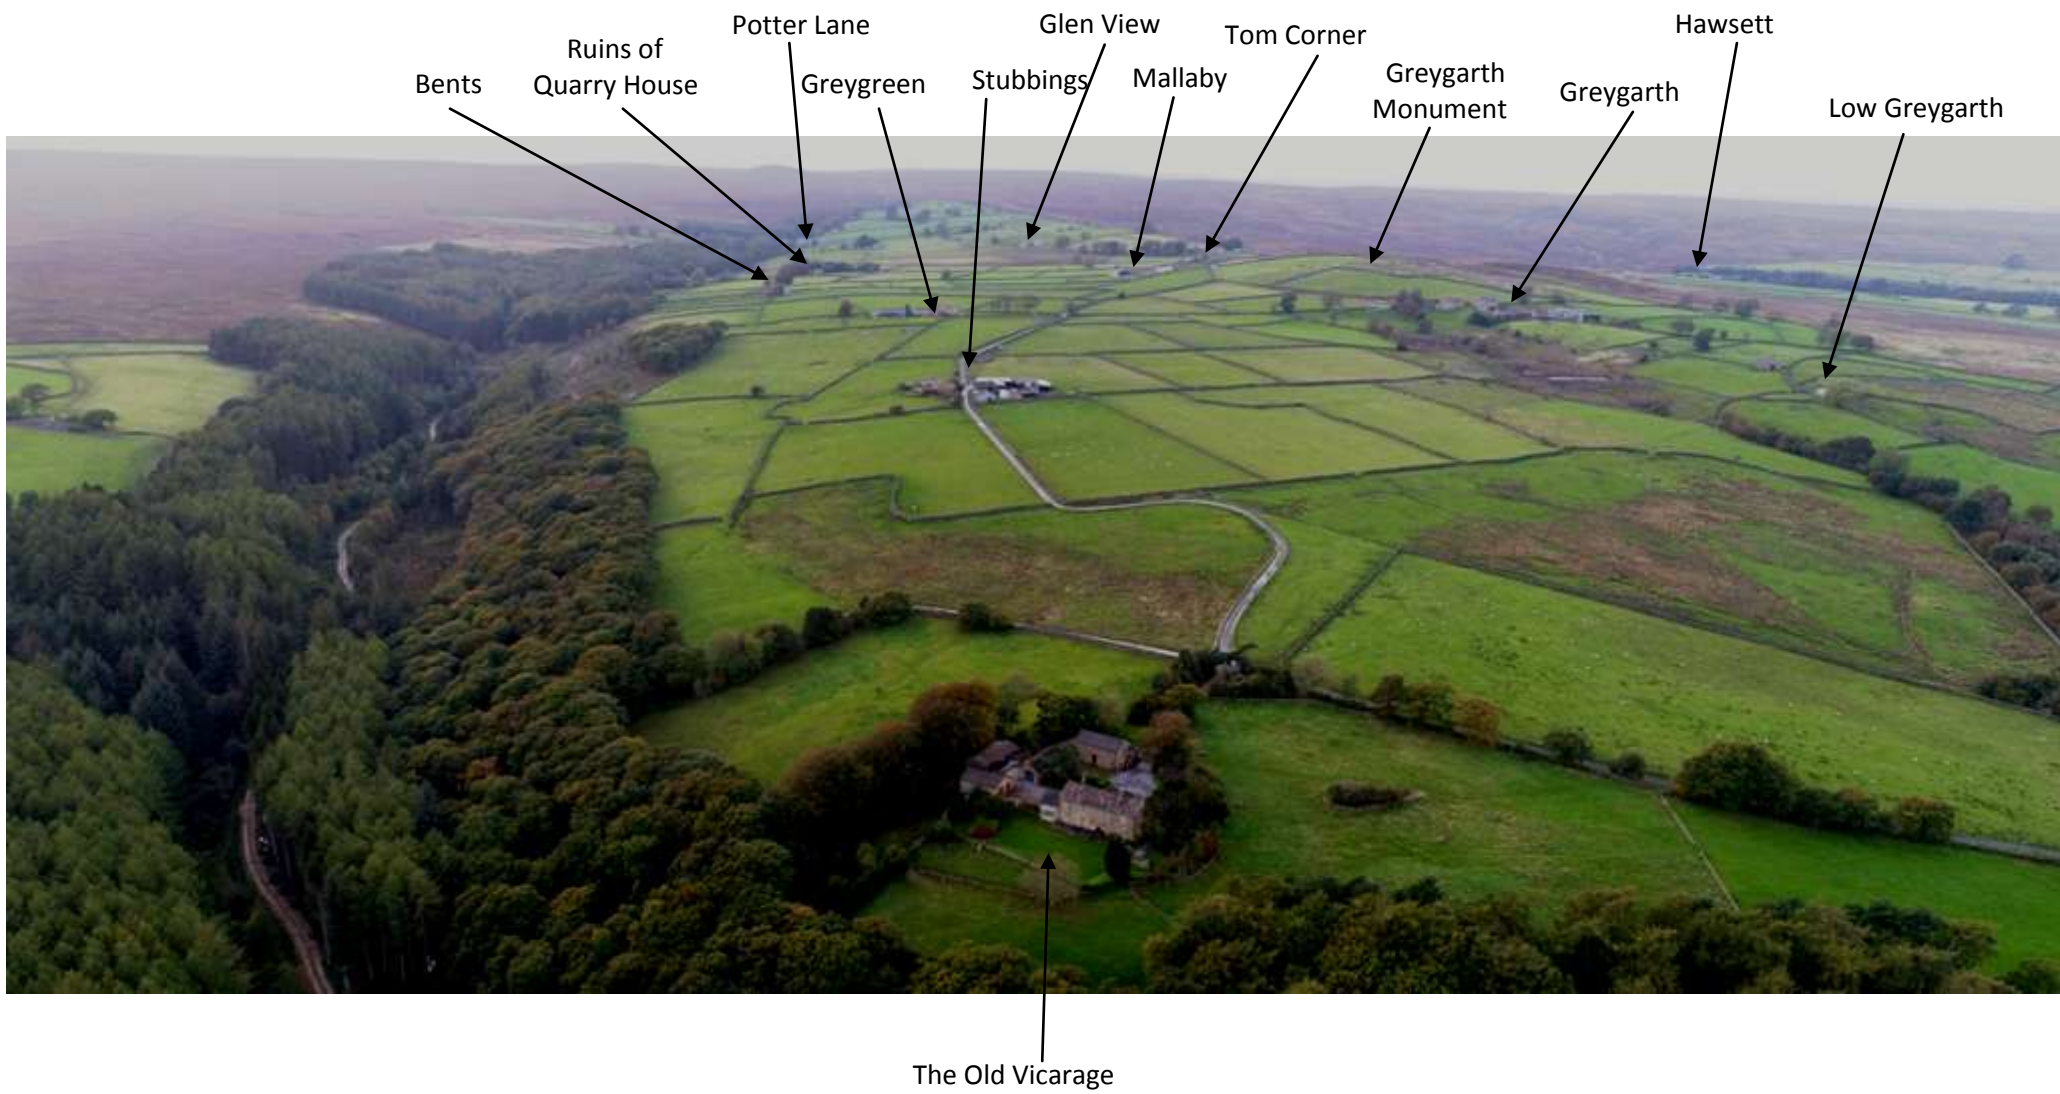 Bents
Ruins of
Quarry House
Potter Lane
Greygreen
Stubbings
Glen View
Mallaby
Tom Corner
Greygarth
Monument
Greygarth
Hawsett
Low Greygarth
The Old Vicarage